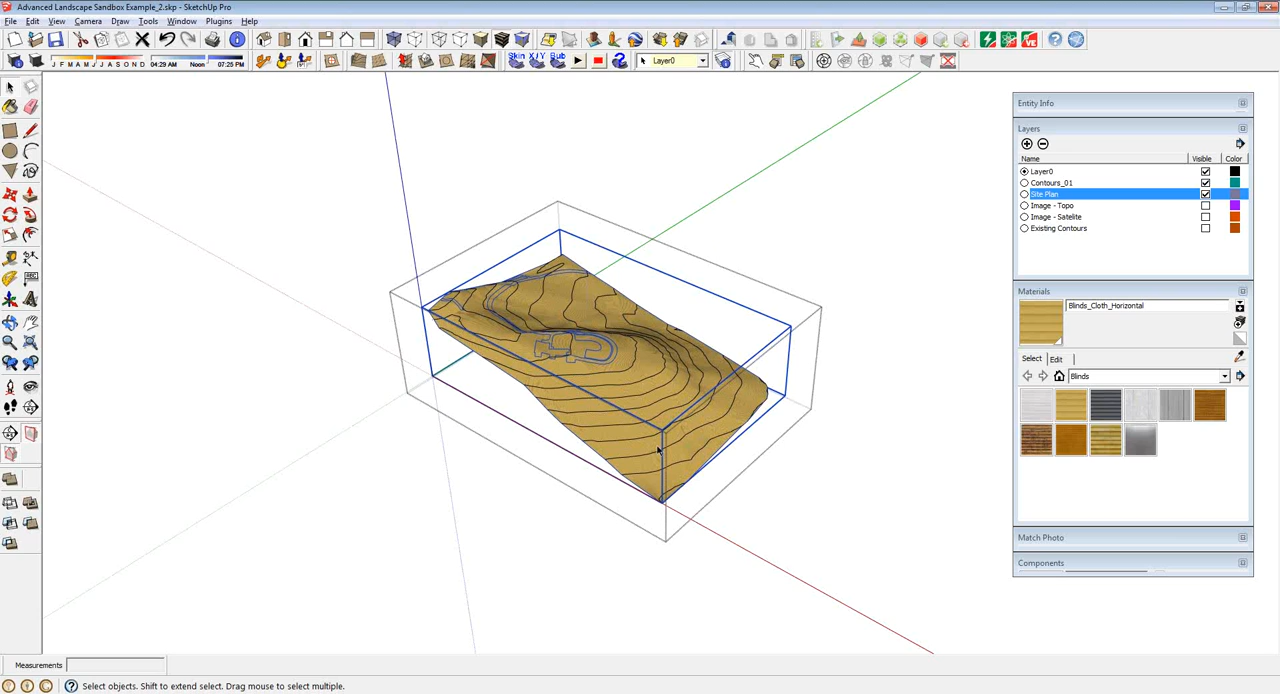 Advanced Landscape Sandbox Example_2.skp - SketchUp Pro
File Edit View Camera Draw Tools Window Plugins Help
J F M A M J J A S O N D 04:29 AM Noon 07:25 PM Skin X/Y Bub Layer0
Entity Info
Layers
Name Visible Color
Layer0
Contours_01
Site Plan
Image - Topo
Image - Satelite
Existing Contours
Materials
Blinds_Cloth_Horizontal
Select Edit
Blinds
Match Photo
Components
Measurements
Select objects. Shift to extend select. Drag mouse to select multiple.